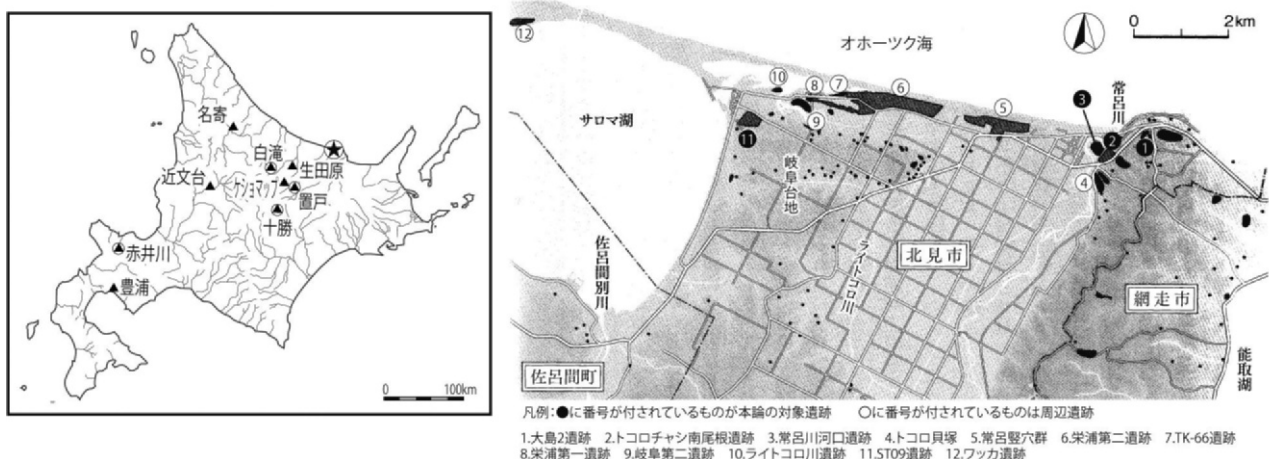 名寄
白滝
生田原
近文台
ケショマップ
置戸
十勝
赤井川
豊浦
0 100km
0 2km
オホーツク海
サロマ湖
常呂川
岐阜台地
佐呂間別川
ライトコロ川
北見市
網走市
能取湖
佐呂間町
⑫
⑩
⑧
⑦
⑥
⑤
⑨
⑪
❸
❷
❶
④
凡例:●に番号が付されているものが本論の対象遺跡 ○に番号が付されているものは周辺遺跡
1.大島2遺跡 2.トコロチャシ南尾根遺跡 3.常呂川河口遺跡 4.トコロ貝塚 5.常呂竪穴群 6.栄浦第二遺跡 7.TK-66遺跡
8.栄浦第一遺跡 9.岐阜第二遺跡 10.ライトコロ川遺跡 11.ST09遺跡 12.ワッカ遺跡